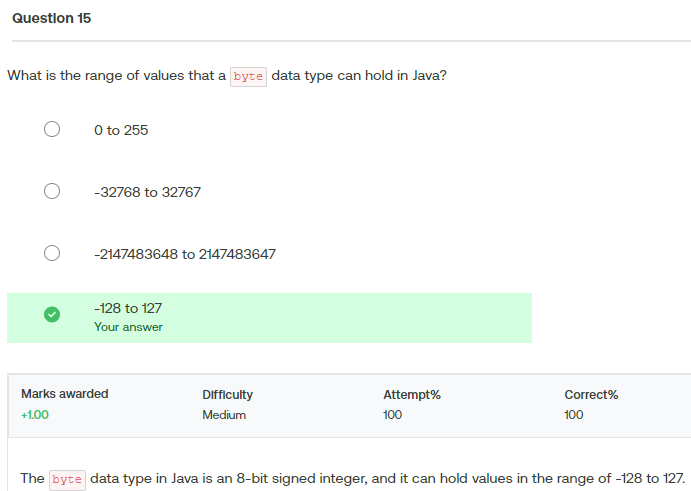 Question 15
What is the range of values that a byte data type can hold in Java?
0 to 255
-32768 to 32767
-2147483648 to 2147483647
-128 to 127
Your answer
Marks awarded Difficulty Attempt% Correct%
+1.00 Medium 100 100
The byte data type in Java is an 8-bit signed integer, and it can hold values in the range of -128 to 127.